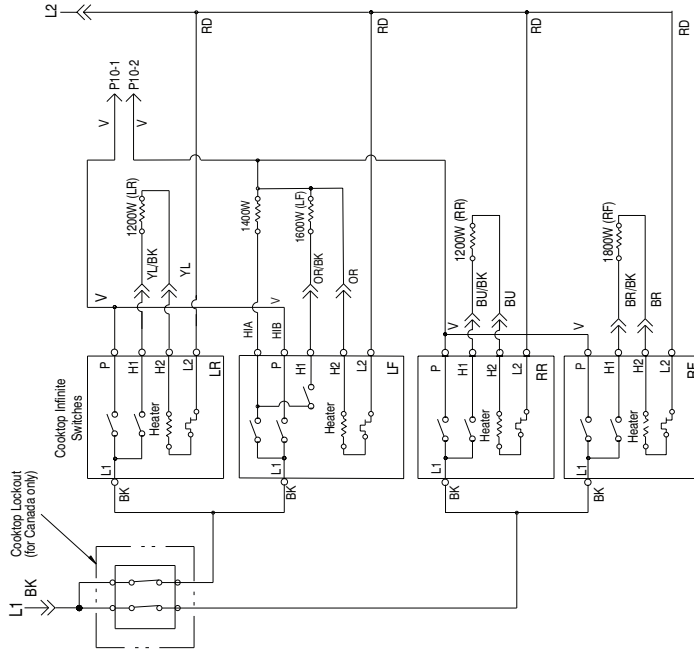 L2
RD
RD
RD
RD
P10-1
P10-2
V
V
1200W (LR)
YL/BK
YL
1400W
1600W (LF)
OR/BK
OR
1200W (RR)
BU/BK
BU
1800W (RF)
BR/BK
BR
V
HIA
HIB
V
V
V
P
H1
H2
L2
LR
P
H1
H2
L2
LF
P
H1
H2
L2
RR
P
H1
H2
L2
RF
Cooktop Infinite
Switches
Heater
Heater
Heater
Heater
L1
L1
L1
L1
BK
BK
BK
BK
Cooktop Lockout
(for Canada only)
L1
BK